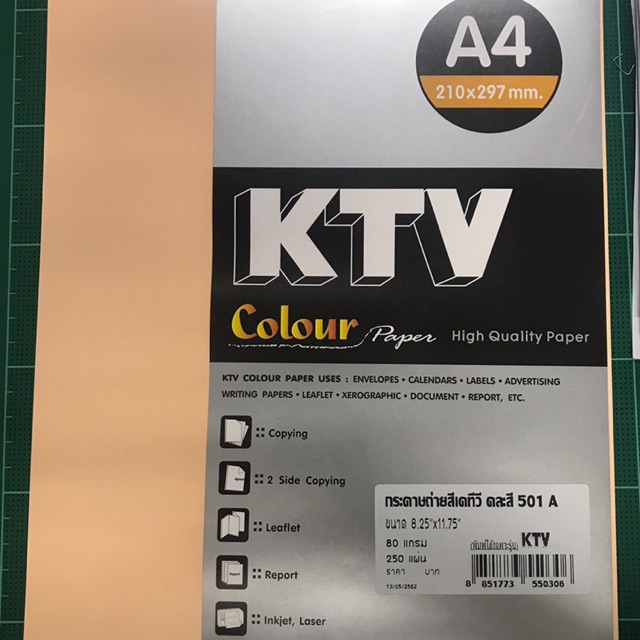 A4
210×297 mm.
KTV
Colour Paper High Quality Paper
KTV COLOUR PAPER USES : ENVELOPES • CALENDARS • LABELS • ADVERTISING
WRITING PAPERS • LEAFLET • XEROGRAPHIC • DOCUMENT • REPORT, ETC.
Copying
2 Side Copying
Leaflet
Report
Inkjet, Laser
กระดาษถ่ายสีเคทีวี คละสี 501 A
ขนาด 8.25"x11.75"
80 แกรม
250 แผ่น
ราคา บาท
13/05/2562
KTV
8 851773 550306